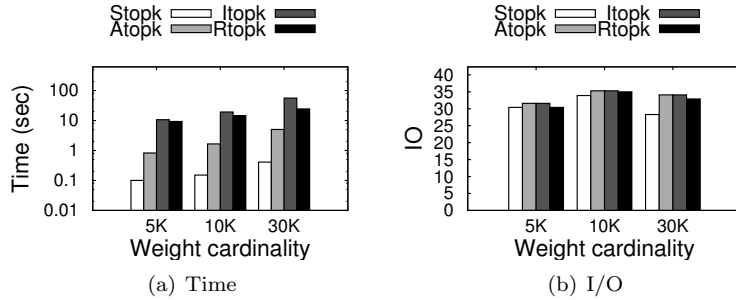 Stopk Itopk
Atopk Rtopk
Time (sec)
100
10
1
0.1
0.01
5K 10K 30K
Weight cardinality
(a) Time
Stopk Itopk
Atopk Rtopk
IO
40
35
30
25
20
15
10
5
0
5K 10K 30K
Weight cardinality
(b) I/O